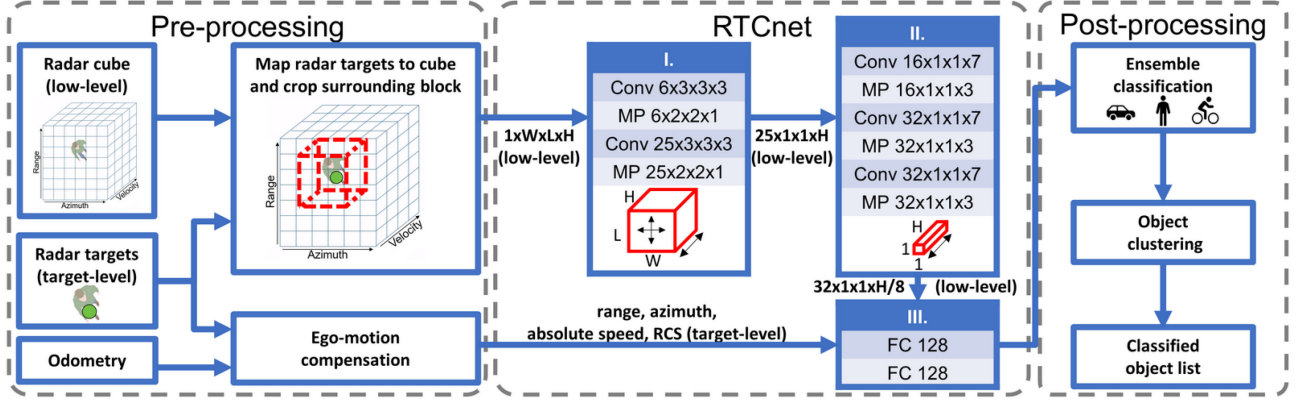 Pre-processing
Radar cube
(low-level)
Range
Azimuth
Velocity
Radar targets
(target-level)
Odometry
Map radar targets to cube
and crop surrounding block
Range
Azimuth
Velocity
Ego-motion
compensation
RTCnet
1xWxLxH
(low-level)
I.
Conv 6x3x3x3
MP 6x2x2x1
Conv 25x3x3x3
MP 25x2x2x1
H
L
W
25x1x1xH
(low-level)
II.
Conv 16x1x1x7
MP 16x1x1x3
Conv 32x1x1x7
MP 32x1x1x3
Conv 32x1x1x7
MP 32x1x1x3
H
1
1
32x1x1xH/8 (low-level)
range, azimuth,
absolute speed, RCS (target-level)
III.
FC 128
FC 128
Post-processing
Ensemble
classification
Object
clustering
Classified
object list